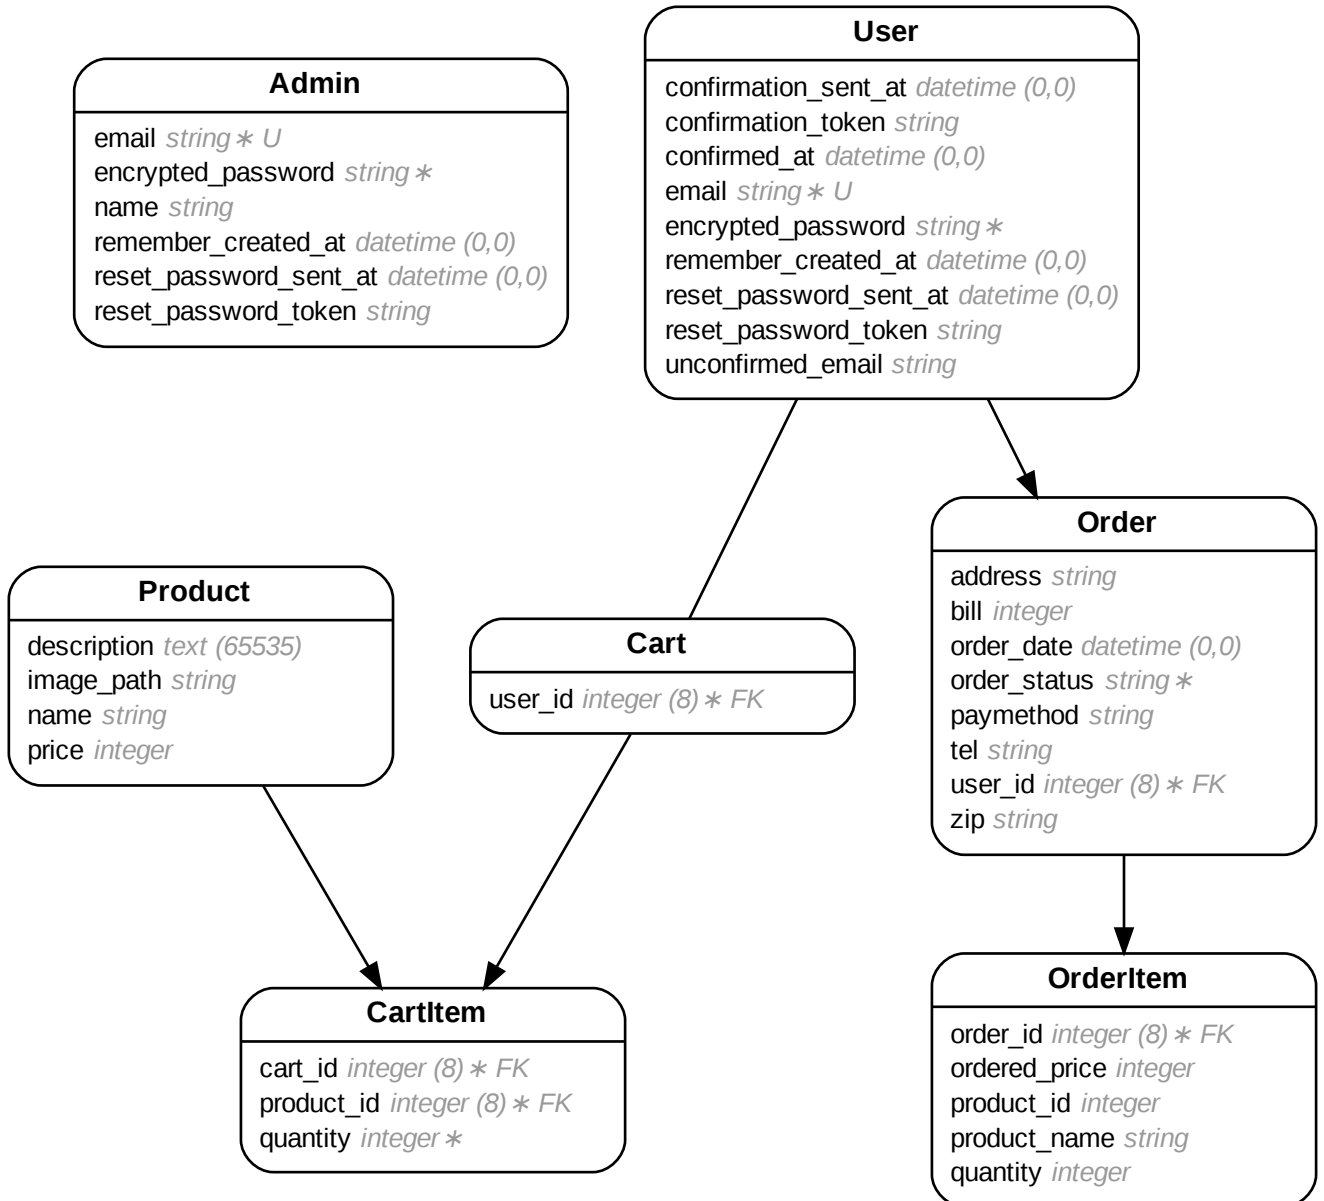 Admin
email string∗ U
encrypted_password string∗
name string
remember_created_at datetime (0,0)
reset_password_sent_at datetime (0,0)
reset_password_token string
User
confirmation_sent_at datetime (0,0)
confirmation_token string
confirmed_at datetime (0,0)
email string∗ U
encrypted_password string∗
remember_created_at datetime (0,0)
reset_password_sent_at datetime (0,0)
reset_password_token string
unconfirmed_email string
Product
description text (65535)
image_path string
name string
price integer
Cart
user_id integer (8)∗ FK
Order
address string
bill integer
order_date datetime (0,0)
order_status string∗
paymethod string
tel string
user_id integer (8)∗ FK
zip string
CartItem
cart_id integer (8)∗ FK
product_id integer (8)∗ FK
quantity integer∗
OrderItem
order_id integer (8)∗ FK
ordered_price integer
product_id integer
product_name string
quantity integer